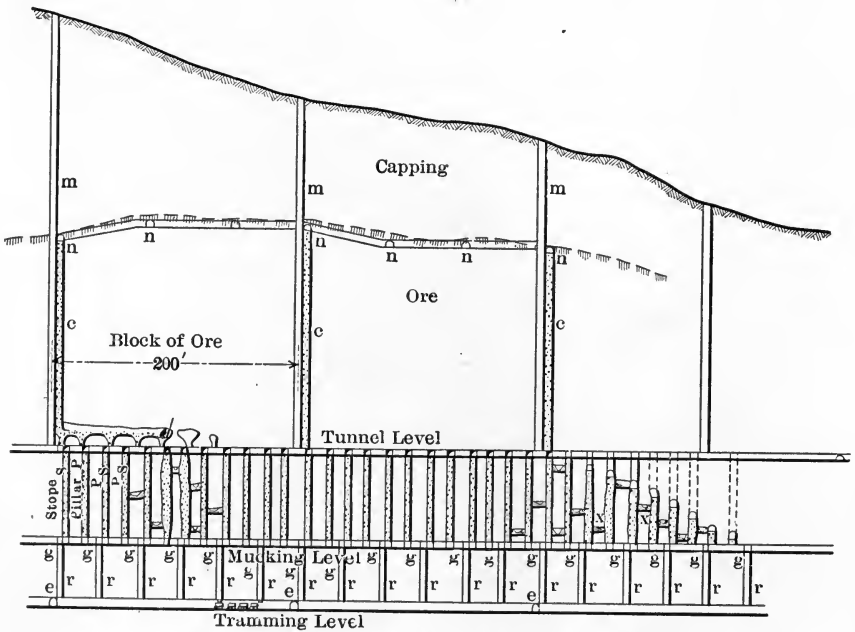 Capping
m m m
n n n n n n
Ore
c c c
Block of Ore
200'
Tunnel Level
Stope S
Pillar P
P S
P S
x x
Mucking Level
g g g g g g g g g g g g g g g g g g
r r r r r r r r r r r r r r r r r r
e e e
Tramming Level